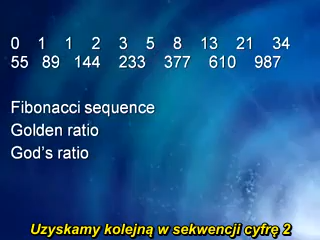 0 1 1 2 3 5 8 13 21 34
55 89 144 233 377 610 987
Fibonacci sequence
Golden ratio
God's ratio
Uzyskamy kolejną w sekwencji cyfrę 2